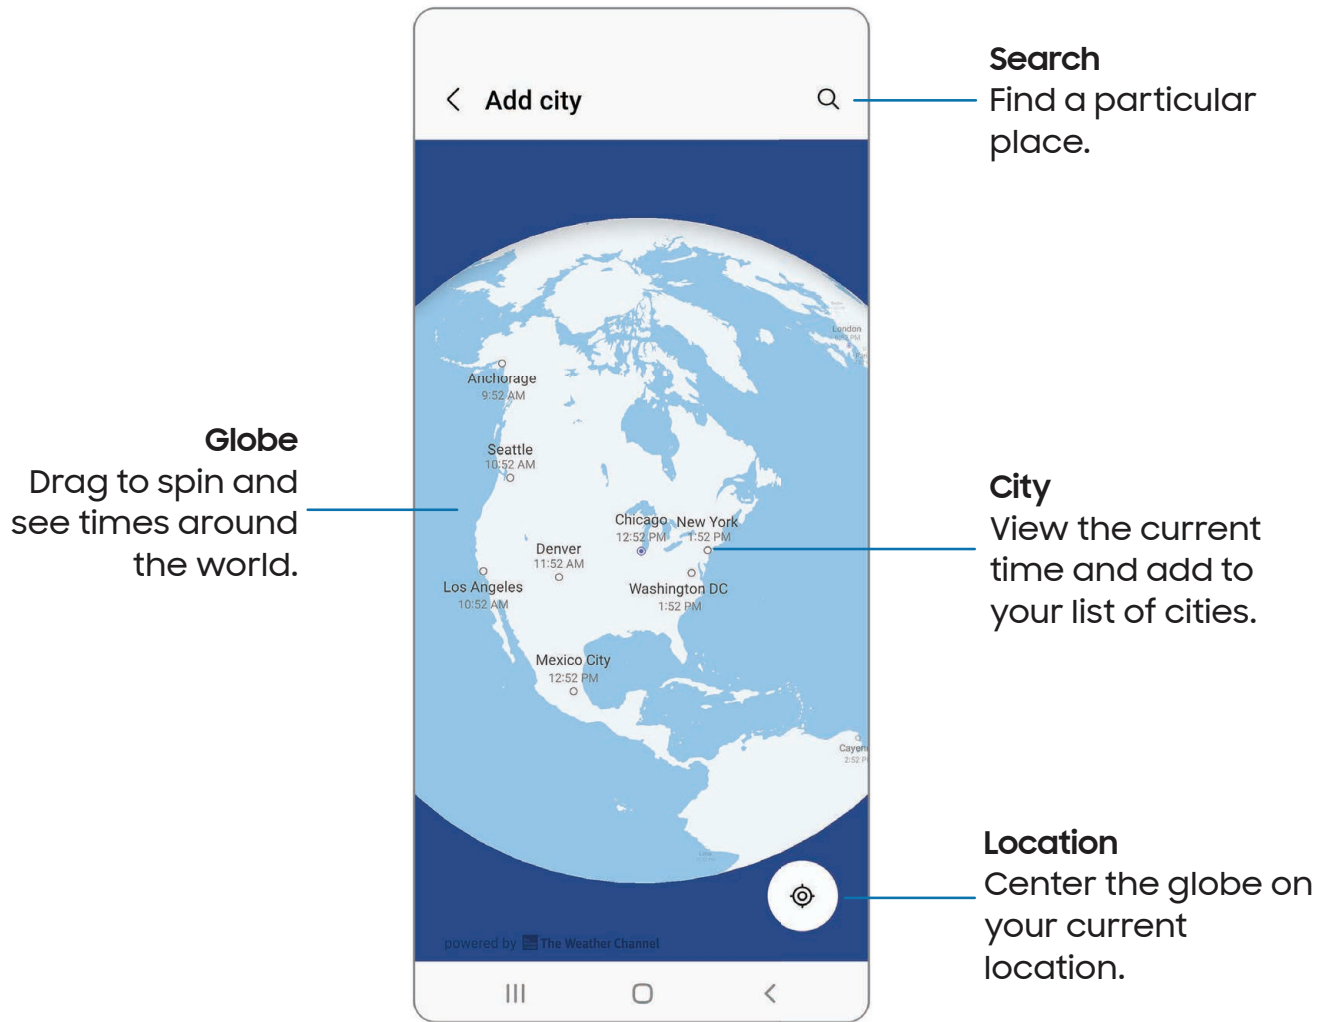 Add city
Search
Find a particular
place.
London
Anchorage
9:52 AM
Seattle
10:52 AM
Globe
Drag to spin and
see times around
the world.
Chicago
12:52 PM
New York
1:52 PM
Denver
11:52 AM
Los Angeles
10:52 AM
Washington DC
1:52 PM
City
View the current
time and add to
your list of cities.
Mexico City
12:52 PM
Cayen
2:52 P
Location
Center the globe on
your current
location.
powered by The Weather Channel